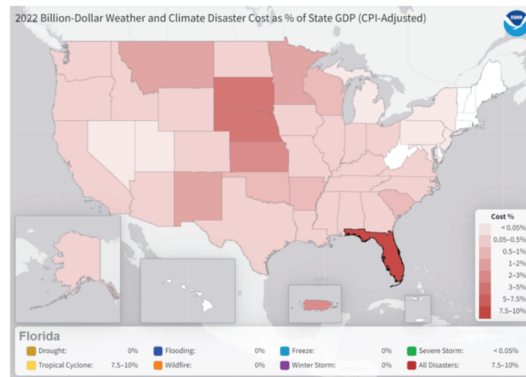 2022 Billion-Dollar Weather and Climate Disaster Cost as % of State GDP (CPI-Adjusted)
NOAA
Cost %
< 0.05%
0.05–0.5%
0.5–1%
1–2%
2–3%
3–5%
5–7.5%
7.5–10%
Florida
Drought: 0% Flooding: 0% Freeze: 0% Severe Storm: < 0.05%
Tropical Cyclone: 7.5–10% Wildfire: 0% Winter Storm: 0% All Disasters: 7.5–10%